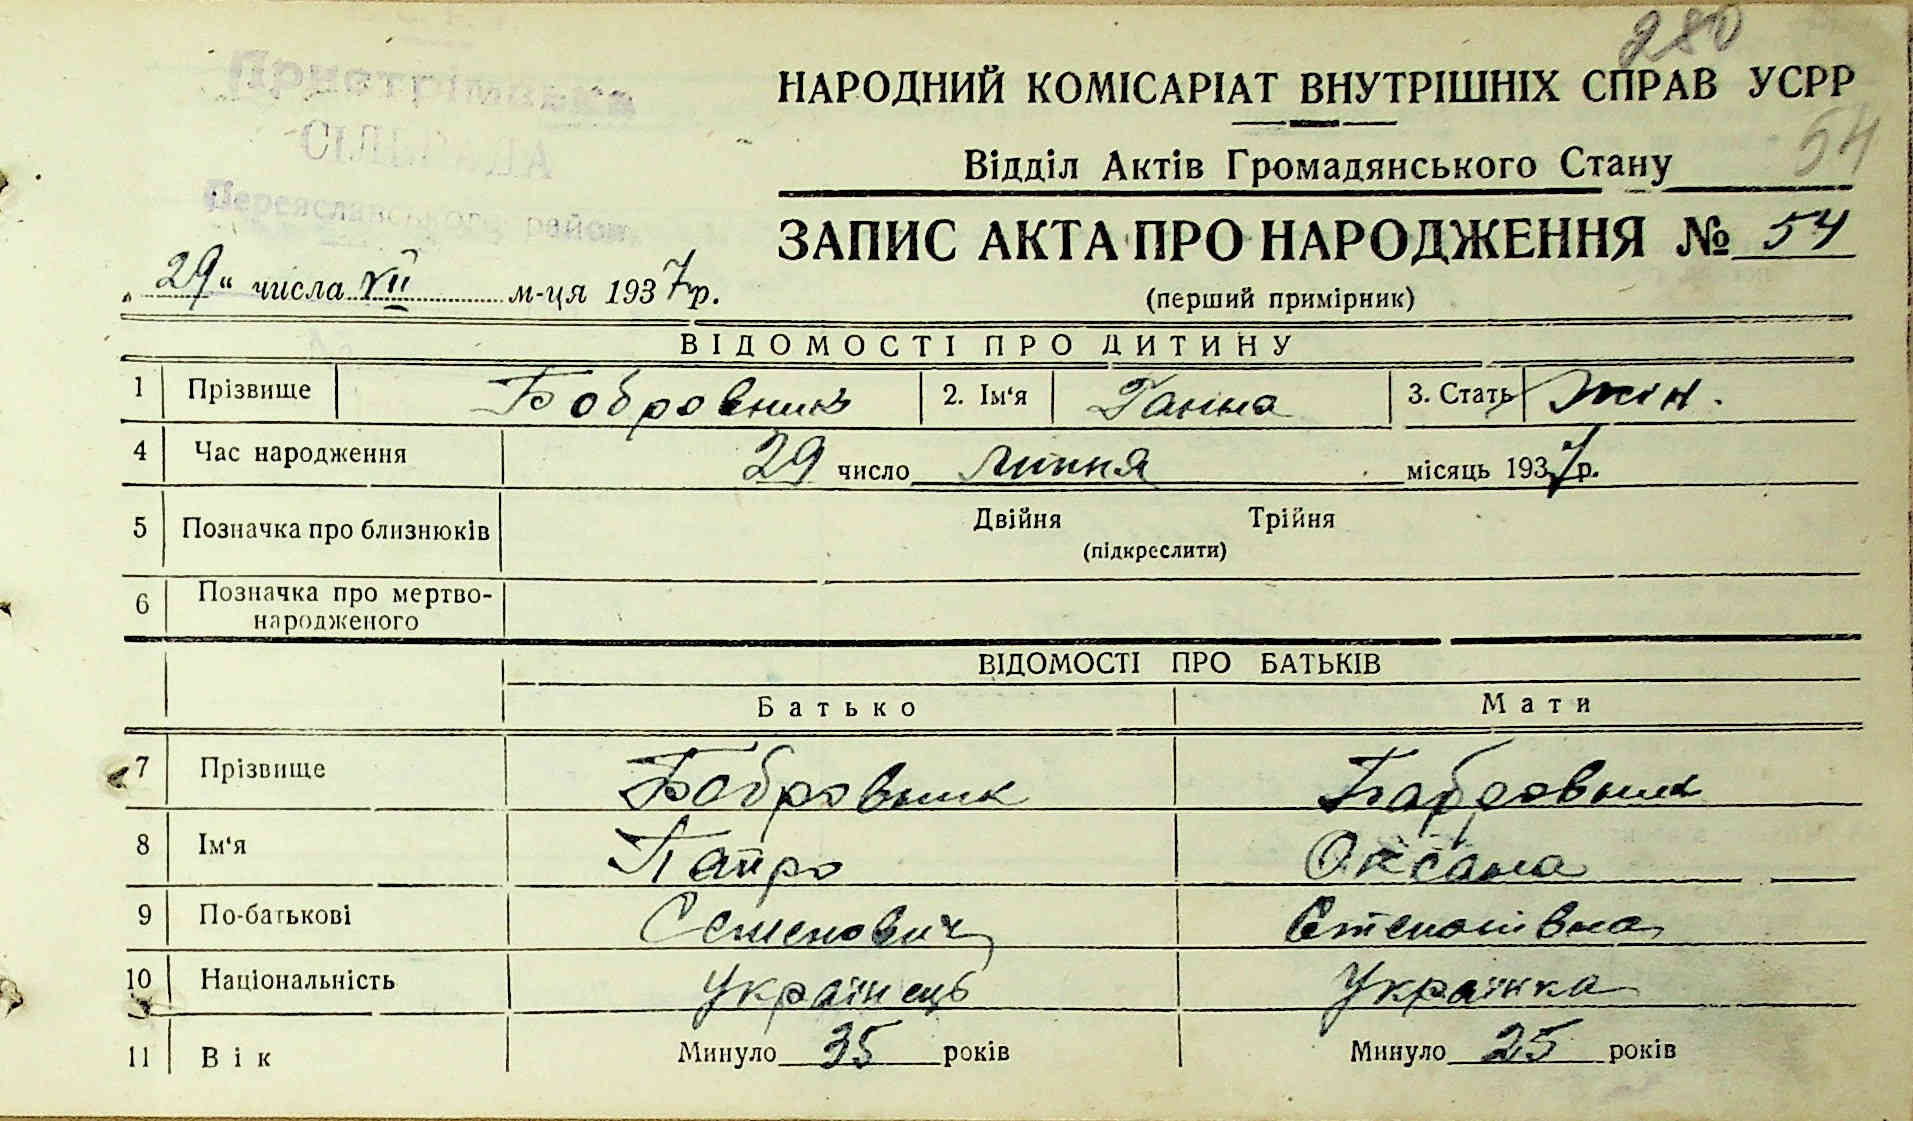 280
Пристрімська
СІЛЬРАДА
Переяславського район.
НАРОДНИЙ КОМІСАРІАТ ВНУТРІШНІХ СПРАВ УСРР
54
Відділ Актів Громадянського Стану
ЗАПИС АКТА ПРО НАРОДЖЕННЯ № 54
„29“ числа VII м-ця 1937 р.
(перший примірник)
ВІДОМОСТІ ПРО ДИТИНУ
1 Прізвище Бобровник 2. Ім‘я Ганна 3. Стать жін.
4 Час народження 29 число липня місяць 1937 р.
5 Позначка про близнюків Двійня Трійня
(підкреслити)
6 Позначка про мертво-
народженого
ВІДОМОСТІ ПРО БАТЬКІВ
Батько Мати
7 Прізвище Бобровник Бабровник
8 Ім‘я Оксана
9 По-батькові Семенович Степанівна
10 Національність Українець Українка
11 Вік Минуло 35 років Минуло 25 років